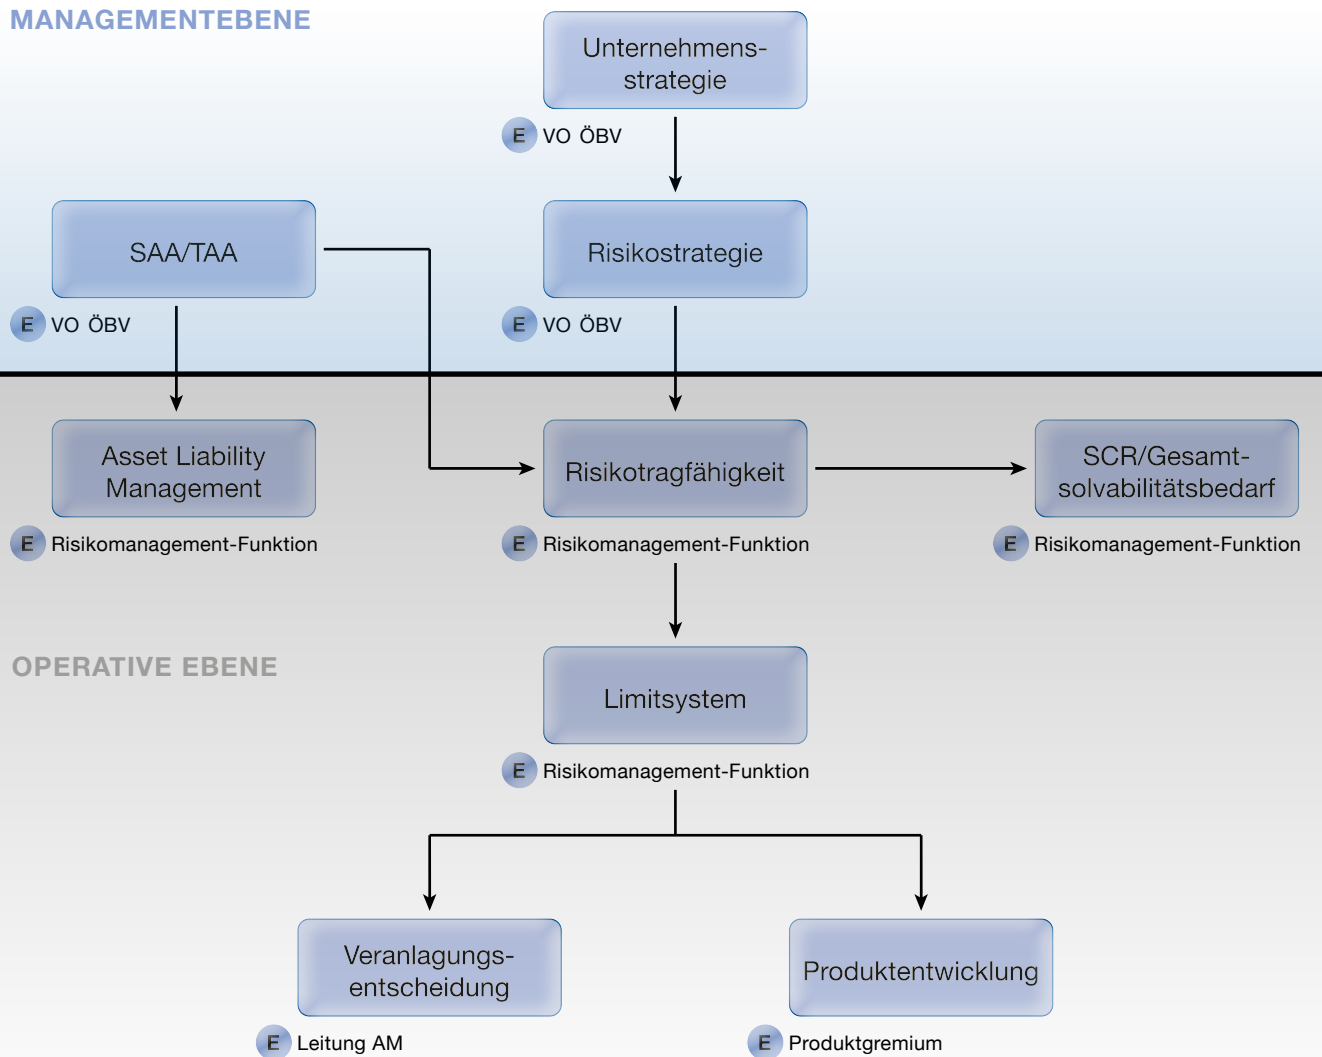 MANAGEMENTEBENE
Unternehmens-
strategie
E VO ÖBV
SAA/TAA
Risikostrategie
E VO ÖBV
E VO ÖBV
Asset Liability
Management
Risikotragfähigkeit
SCR/Gesamt-
solvabilitätsbedarf
E Risikomanagement-Funktion
E Risikomanagement-Funktion
E Risikomanagement-Funktion
OPERATIVE EBENE
Limitsystem
E Risikomanagement-Funktion
Veranlagungs-
entscheidung
Produktentwicklung
E Leitung AM
E Produktgremium